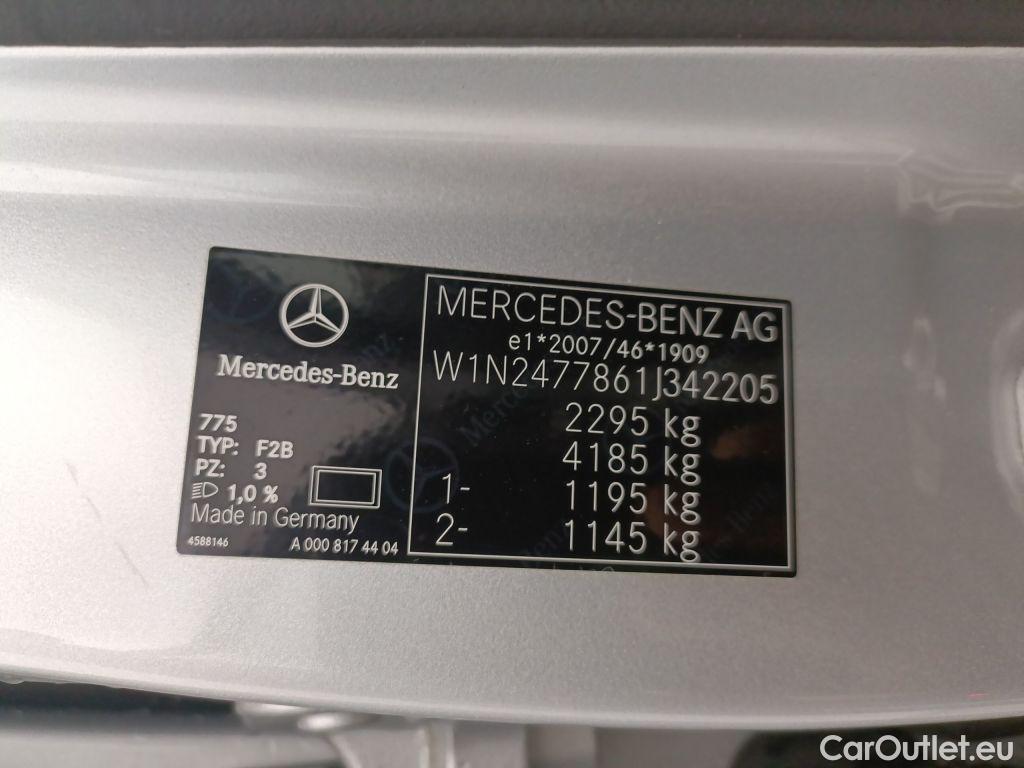 Mercedes-Benz
775
TYP: F2B
PZ: 3
1,0 %
Made in Germany
4588146 A 000 817 44 04
MERCEDES-BENZ AG
e1*2007/46*1909
W1N2477861J342205
2295 kg
4185 kg
1- 1195 kg
2- 1145 kg
CarOutlet.eu